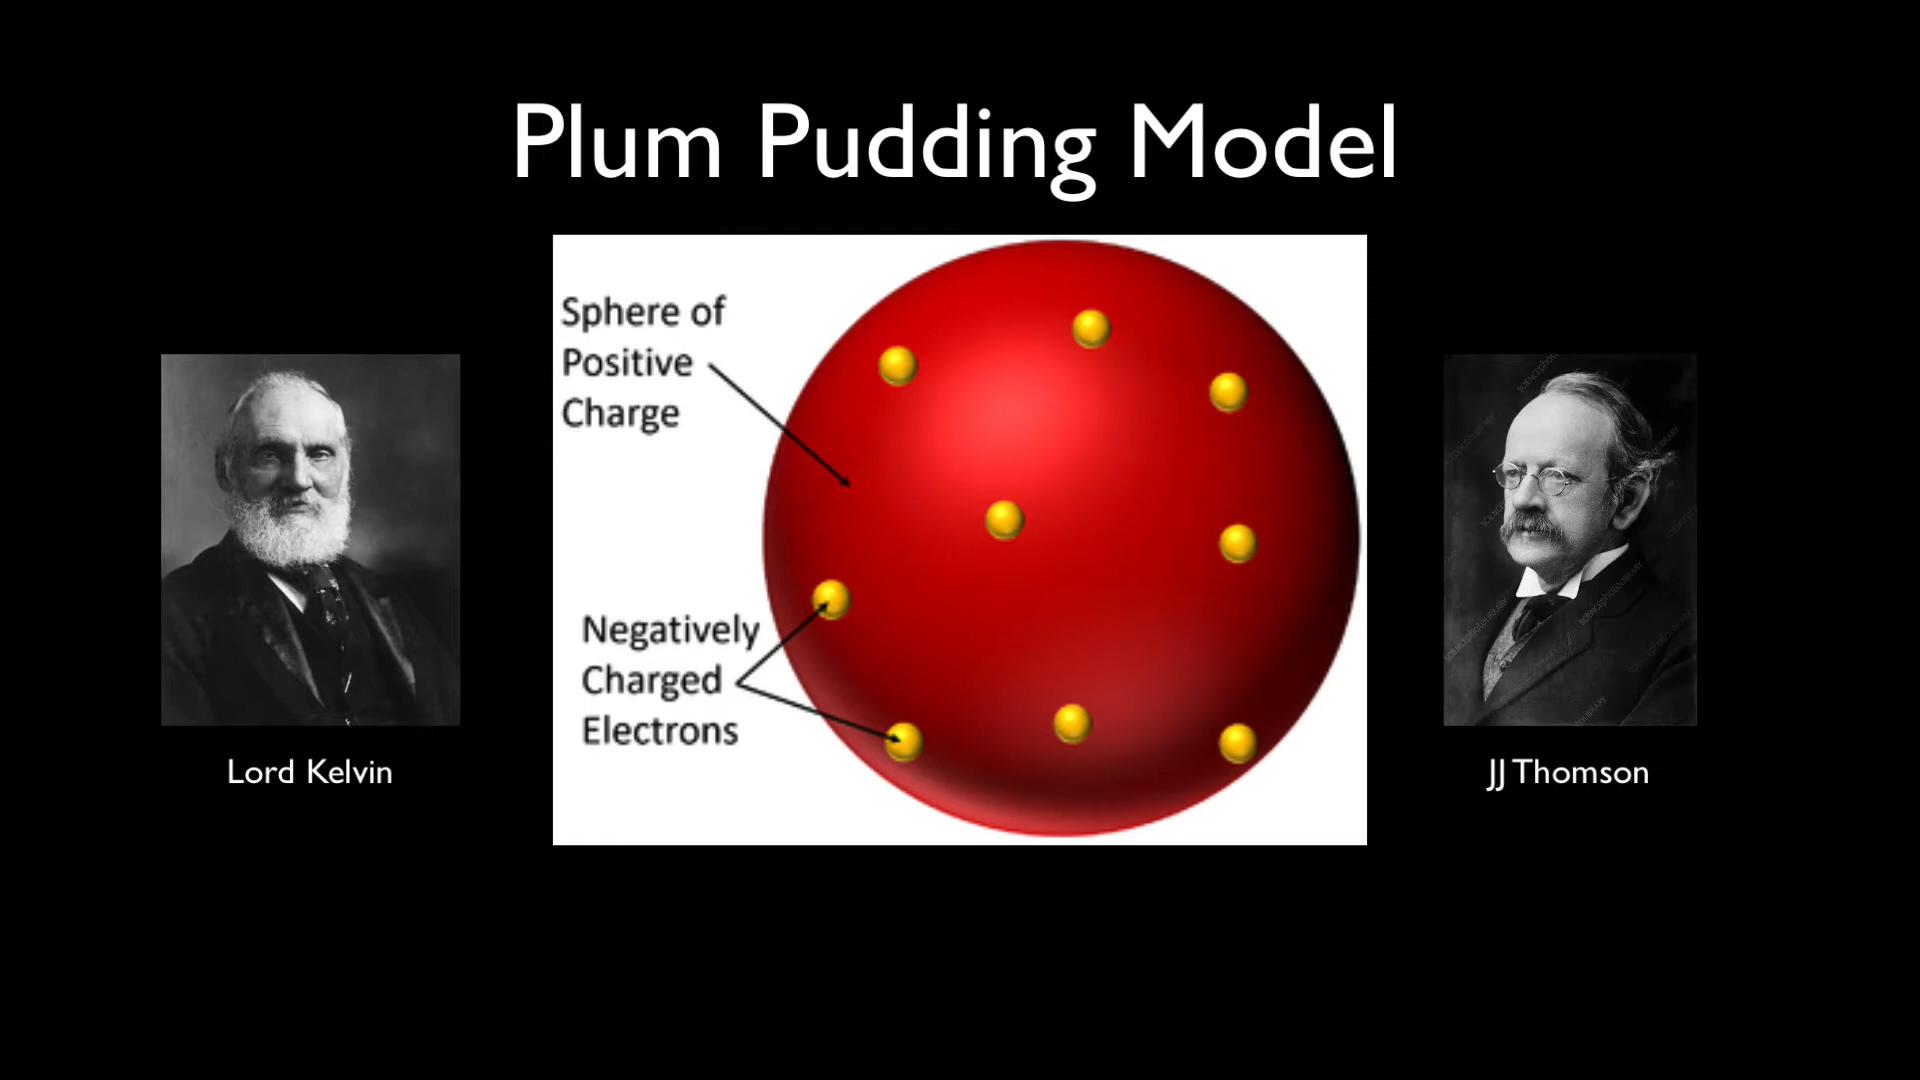 Plum Pudding Model
Sphere of
Positive
Charge
Negatively
Charged
Electrons
Lord Kelvin
JJ Thomson